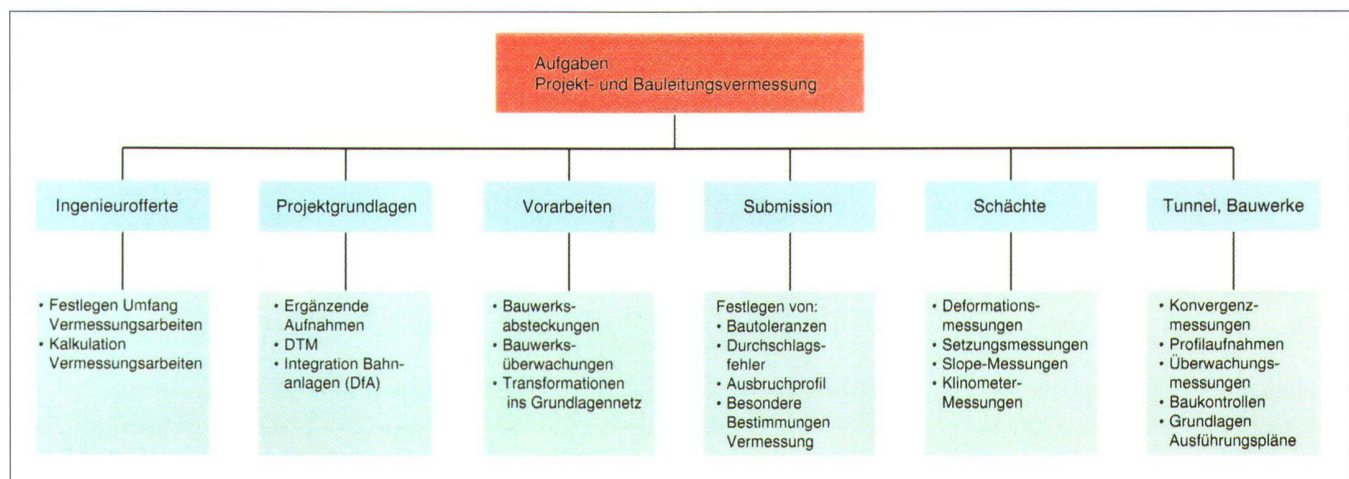 Aufgaben
Projekt- und Bauleitungsvermessung
Ingenieurofferte
• Festlegen Umfang
Vermessungsarbeiten
• Kalkulation
Vermessungsarbeiten
Projektgrundlagen
• Ergänzende
Aufnahmen
• DTM
• Integration Bahn-
anlagen (DfA)
Vorarbeiten
• Bauwerks-
absteckungen
• Bauwerks-
überwachungen
• Transformationen
ins Grundlagennetz
Submission
Festlegen von:
• Bautoleranzen
• Durchschlags-
fehler
• Ausbruchprofil
• Besondere
Bestimmungen
Vermessung
Schächte
• Deformations-
messungen
• Setzungsmessungen
• Slope-Messungen
• Klinometer-
Messungen
Tunnel, Bauwerke
• Konvergenz-
messungen
• Profilaufnahmen
• Überwachungs-
messungen
• Baukontrollen
• Grundlagen
Ausführungspläne